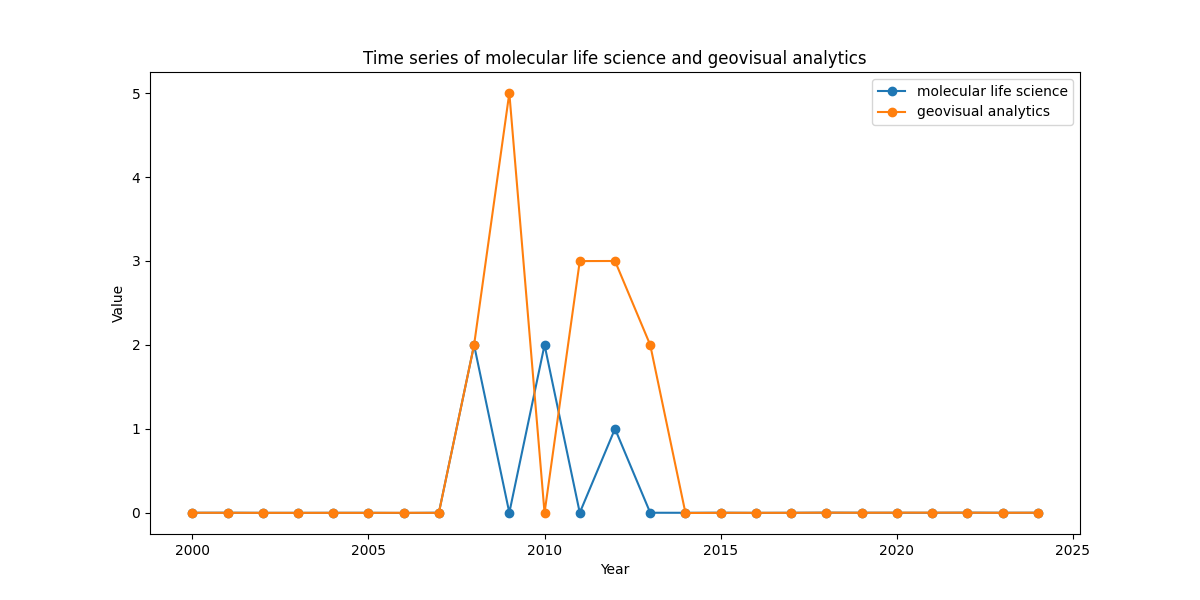 Time series of molecular life science and geovisual analytics
molecular life science
geovisual analytics
5
4
3
2
1
0
Value
2000 2005 2010 2015 2020 2025
Year